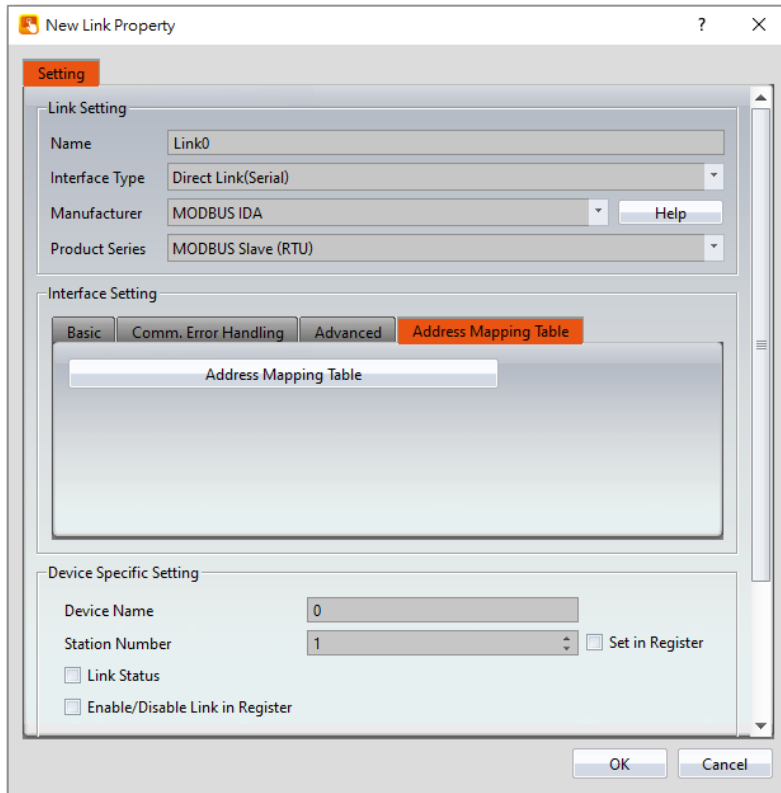 New Link Property
Setting
Link Setting
Name Link0
Interface Type Direct Link(Serial)
Manufacturer MODBUS IDA Help
Product Series MODBUS Slave (RTU)
Interface Setting
Basic Comm. Error Handling Advanced Address Mapping Table
Address Mapping Table
Device Specific Setting
Device Name 0
Station Number 1 Set in Register
Link Status
Enable/Disable Link in Register
OK Cancel